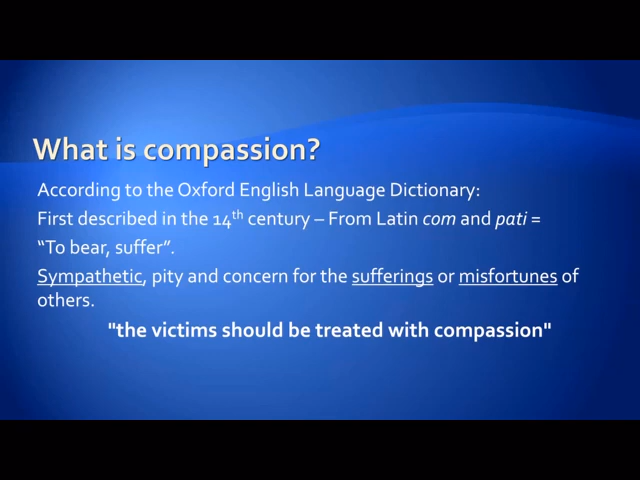 What is compassion?
According to the Oxford English Language Dictionary:
First described in the 14th century – From Latin com and pati =
“To bear, suffer”.
Sympathetic, pity and concern for the sufferings or misfortunes of
others.
"the victims should be treated with compassion"